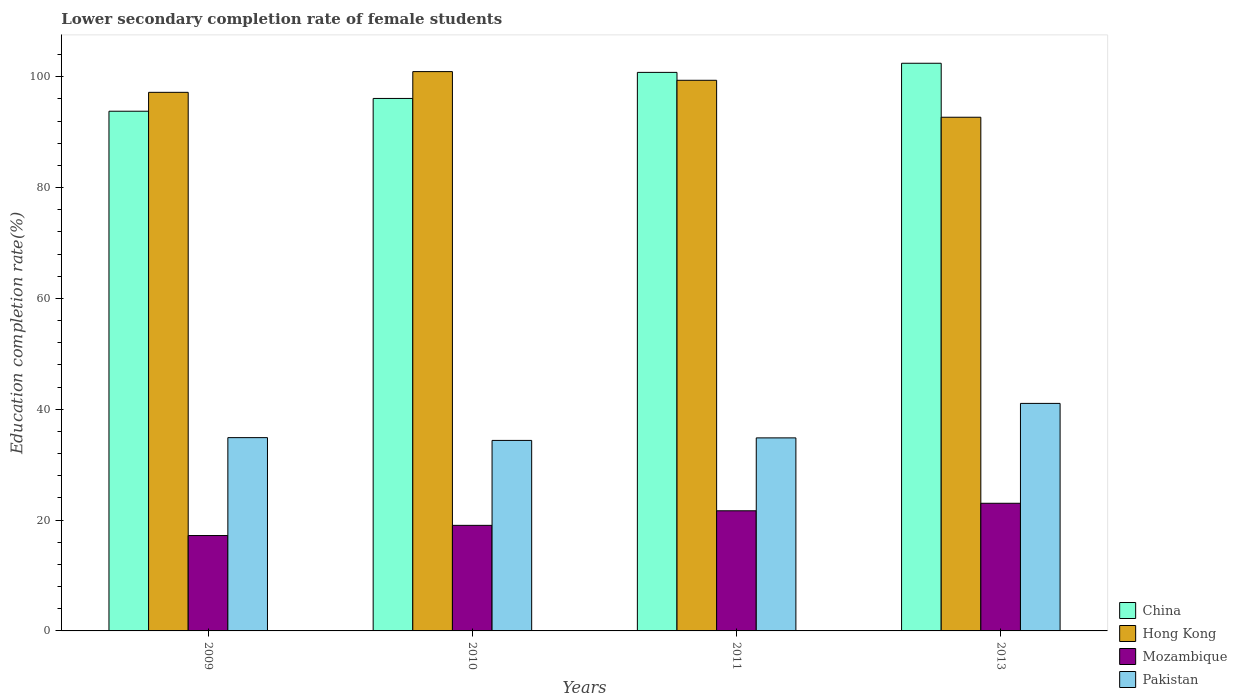 Lower secondary completion rate of female students
Education completion rate(%)
100
80
60
40
20
0
2009
2010
2011
2013
Years
China
Hong Kong
Mozambique
Pakistan